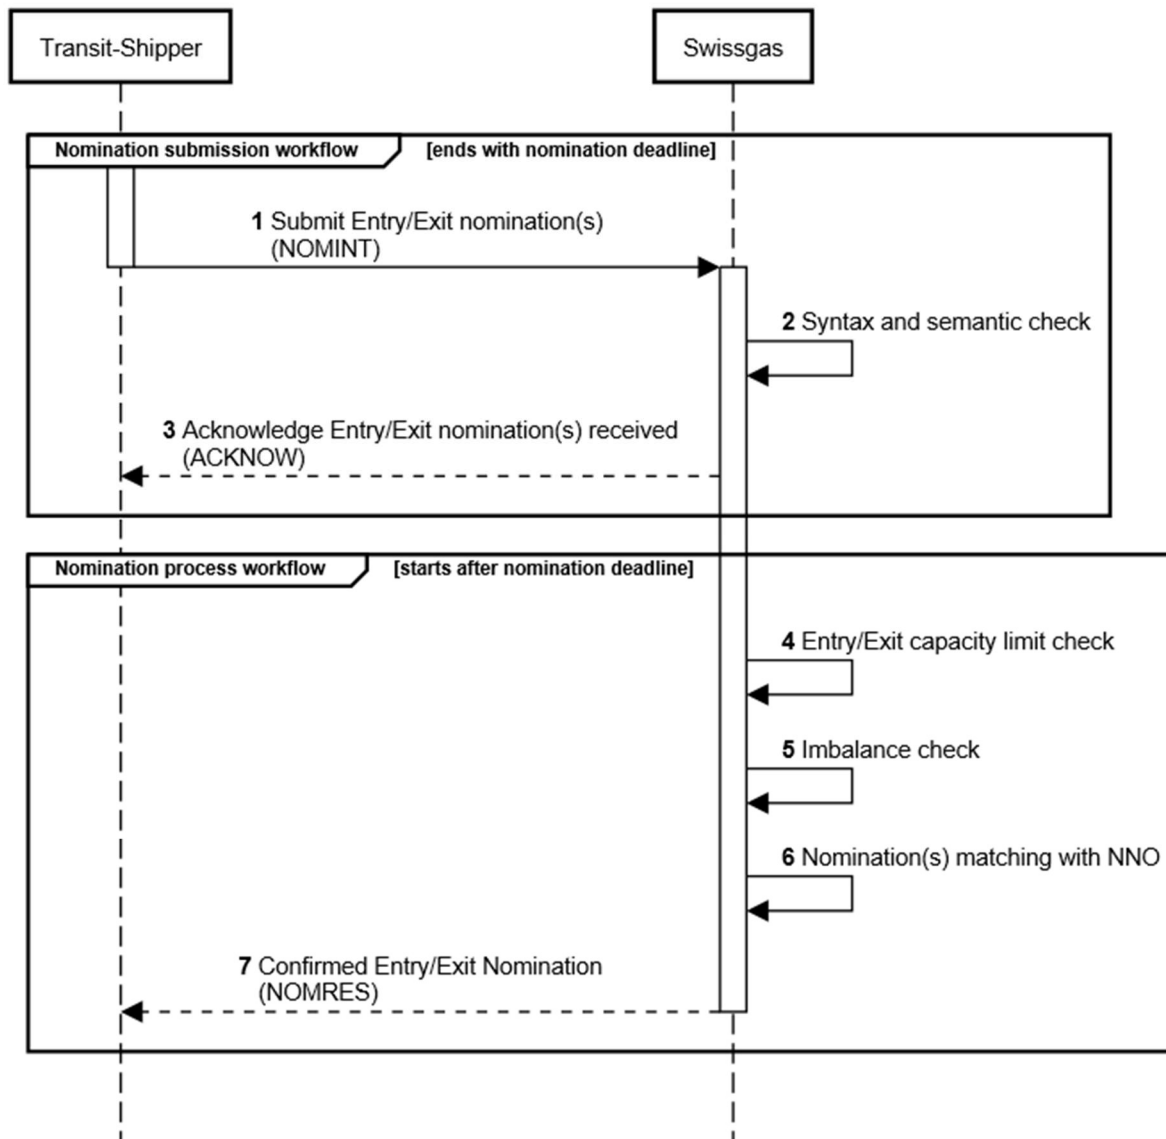 Transit-Shipper
Swissgas
Nomination submission workflow
[ends with nomination deadline]
1 Submit Entry/Exit nomination(s)
(NOMINT)
2 Syntax and semantic check
3 Acknowledge Entry/Exit nomination(s) received
(ACKNOW)
Nomination process workflow
[starts after nomination deadline]
4 Entry/Exit capacity limit check
5 Imbalance check
6 Nomination(s) matching with NNO
7 Confirmed Entry/Exit Nomination
(NOMRES)